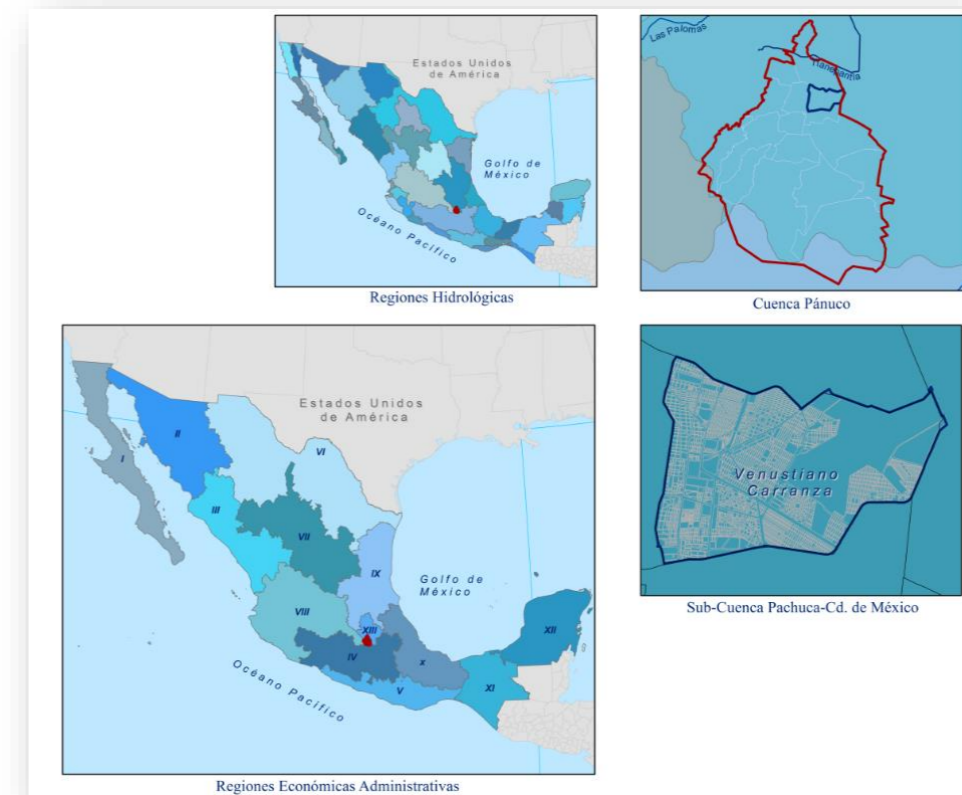 Estados Unidos
de América
Golfo de
México
Océano Pacífico
Regiones Hidrológicas
Las Palomas
Tlalnepantla
Cuenca Pánuco
Estados Unidos
de América
I
II
III
VI
VII
IX
VIII
XIII
IV
V
X
XI
XII
Golfo de
México
Océano Pacífico
Regiones Económicas Administrativas
Venustiano
Carranza
Sub-Cuenca Pachuca-Cd. de México